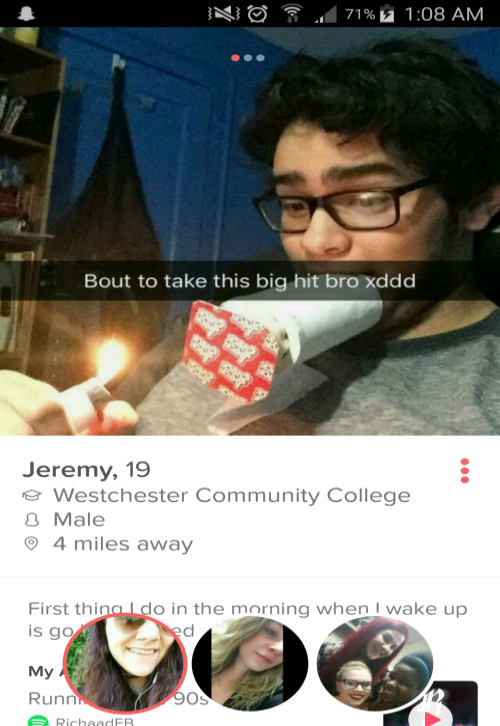 71% 1:08 AM
Bout to take this big hit bro xddd
Jeremy, 19
Westchester Community College
Male
4 miles away
First thing I do in the morning when I wake up
is go
My
90s
RichaadEB